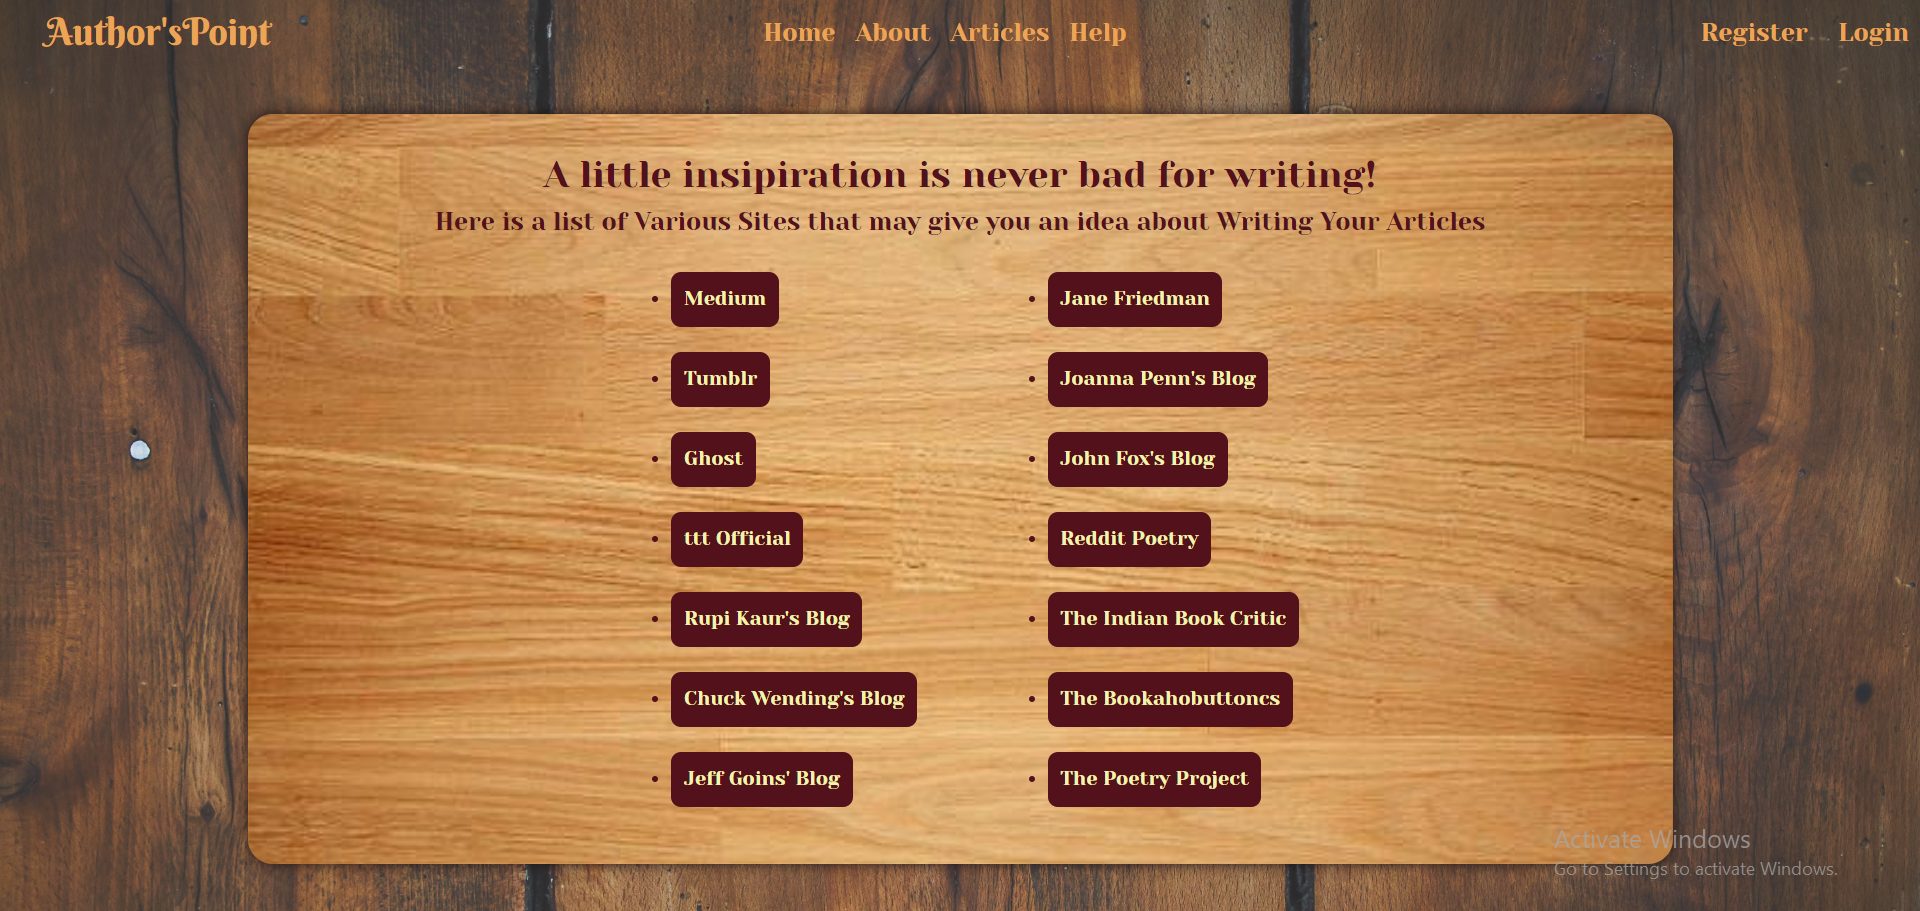 Author'sPoint
Home About Articles Help
Register Login
A little insipiration is never bad for writing!
Here is a list of Various Sites that may give you an idea about Writing Your Articles
Medium
Tumblr
Ghost
ttt Official
Rupi Kaur's Blog
Chuck Wending's Blog
Jeff Goins' Blog
Jane Friedman
Joanna Penn's Blog
John Fox's Blog
Reddit Poetry
The Indian Book Critic
The Bookahobuttoncs
The Poetry Project
Activate Windows
Go to Settings to activate Windows.